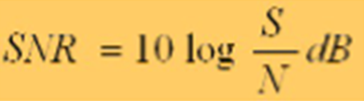 SNR = 10 log S/N dB